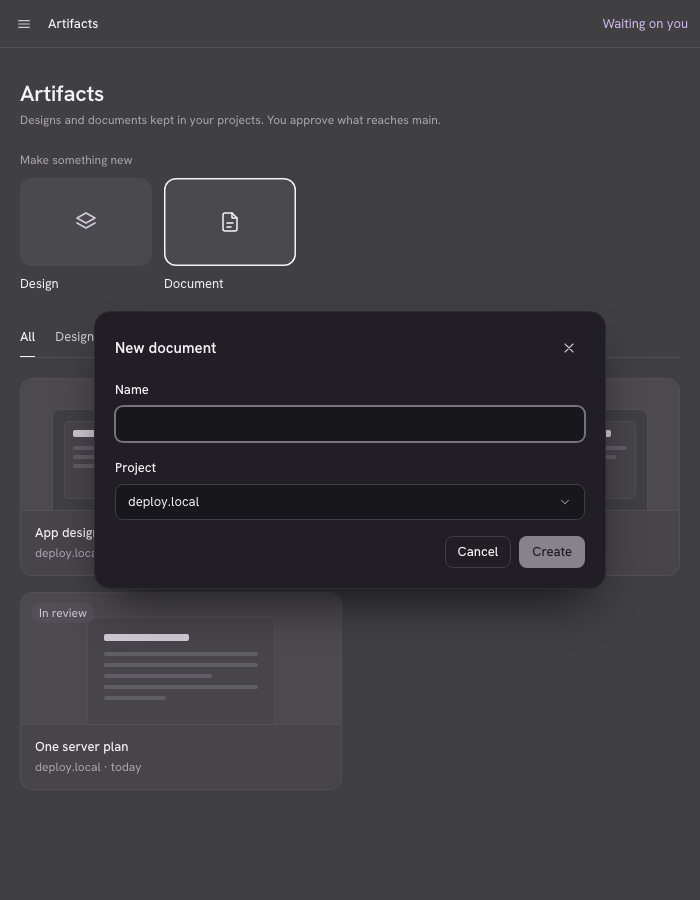 Artifacts
Waiting on you
Artifacts
Designs and documents kept in your projects. You approve what reaches main.
Make something new
Design
Document
All
Design
New document
Name
Project
deploy.local
Cancel
Create
App design
deploy.loca
In review
One server plan
deploy.local · today